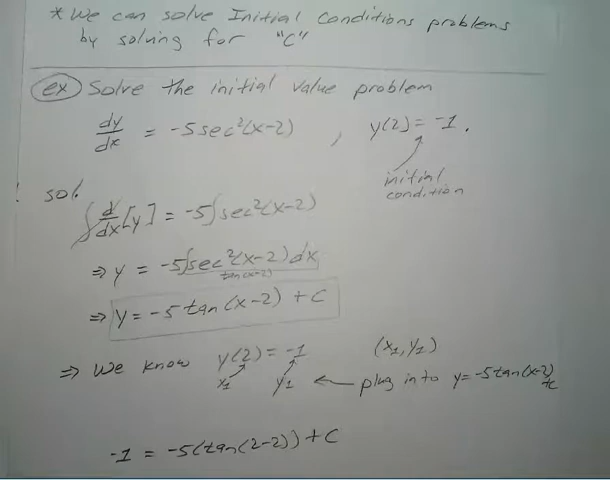 * We can solve Initial Conditions problems
by solving for "C"
ex) Solve the initial value problem
dy/dx = -5sec²(x-2) , y(2) = -1.
initial
condition
sol.
∫ d/dx [y] = -5∫sec²(x-2)
⇒ y = -5∫sec²(x-2)dx
tan(x-2)
⇒ y = -5tan(x-2) + C
⇒ We know y(2) = -1 (x₁,y₁)
x₁ y₁ ← plug into y=-5tan(x-2)
+C
-1 = -5(tan(2-2))+C